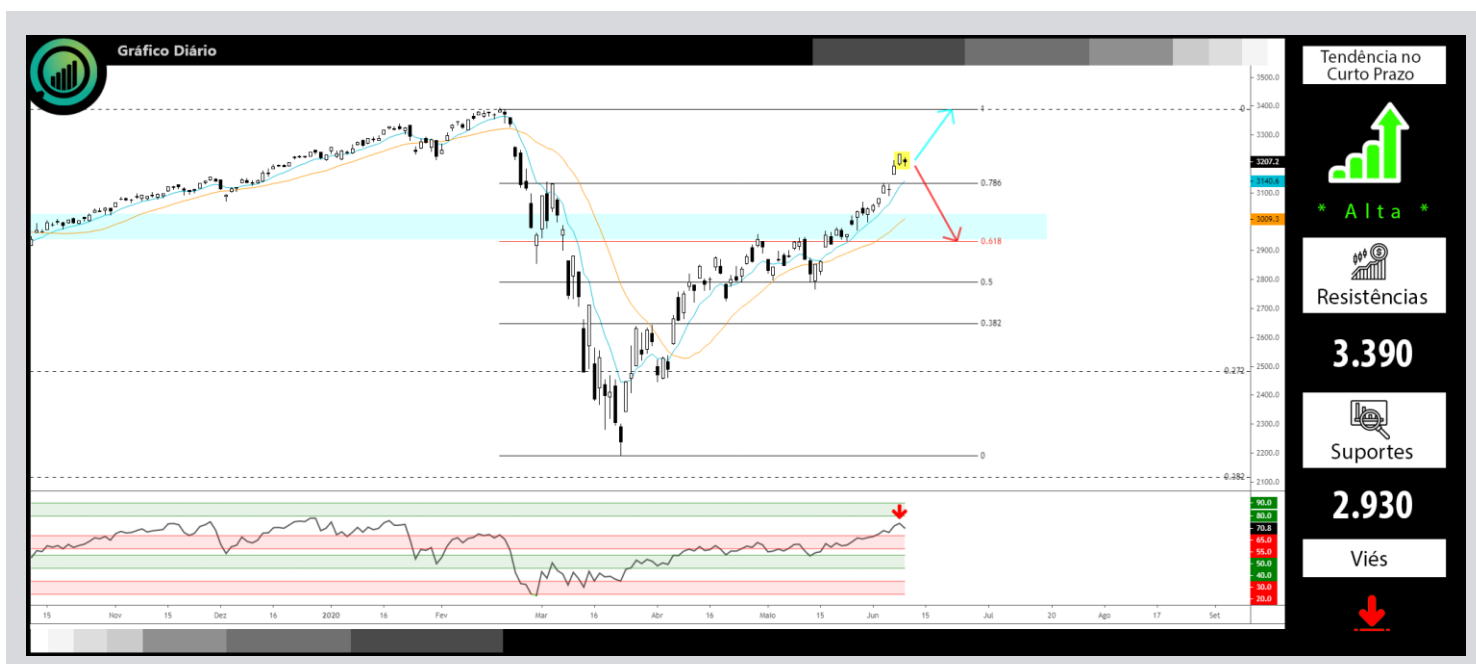 Gráfico Diário
Tendência no
Curto Prazo
* Alta *
Resistências
3.390
Suportes
2.930
Viés
3500.0
3400.0
3300.0
3207.2
3140.6
3100.0
3009.3
2900.0
2800.0
2700.0
2600.0
2500.0
2400.0
2300.0
2200.0
2100.0
0
0.272
0.382
1
0.786
0.618
0.5
0.382
0
90.0
80.0
70.8
65.0
55.0
50.0
40.0
30.0
20.0
15
Nov
15
Dez
16
2020
16
Fev
Mar
16
Abr
16
Maio
15
Jun
15
Jul
20
Ago
17
Set